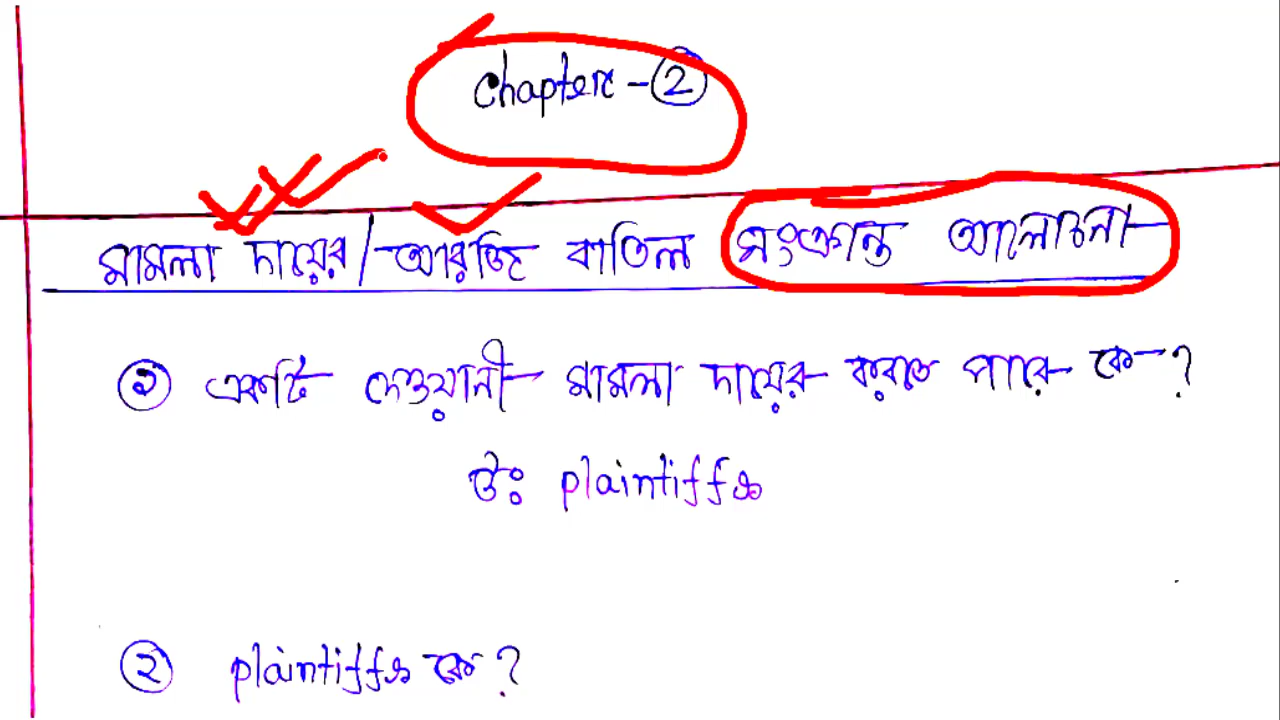 Chapter - ②
মামলা দায়ের / আরজি বাতিল সংক্রান্ত আলোচনা
① একটি দেওয়ানী মামলা দায়ের করতে পারে কে ?
উঃ plaintiffs
② plaintiffs কে ?